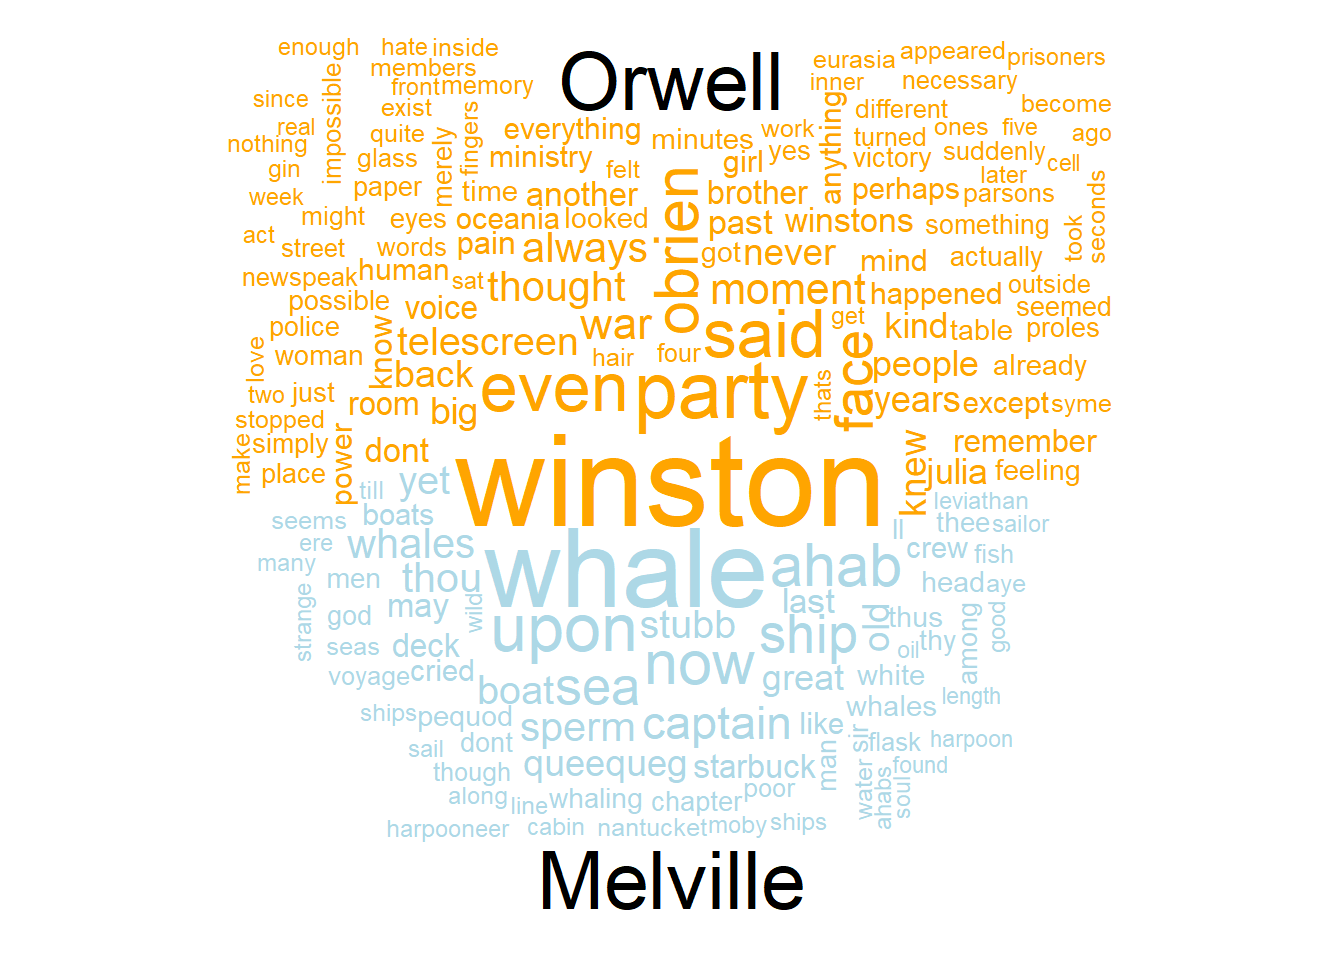 Orwell
enough hate inside
members
eurasia appeared prisoners
inner necessary
impossible front memory
since exist
different become
real quite fingers everything minutes work anything turned ones five ago
nothing glass merely ministry felt girl yes victory suddenly cell
gin paper time another obrien brother perhaps parsons later
week might eyes oceania looked past winstons something took seconds
act street words pain always got never mind actually
newspeak human sat thought moment happened outside
possible voice war said get kind table seemed
police know telescreen hair four face people proles
love woman back even party thats years already
two just room big except syme
stopped simply power dont winston knew remember
make place julia feeling
till yet leviathan
seems boats ll thee sailor
ere whales whale ahab crew fish
many men thou head aye
strange god may wild upon stubb last ship old thus among good
seas deck now oil thy
voyage cried boat sea great white length
ships pequod sperm captain like whales
sail dont man sir flask harpoon
though queequeg starbuck water found
along line whaling chapter poor ahabs soul
harpooneer cabin nantucket moby ships
Melville